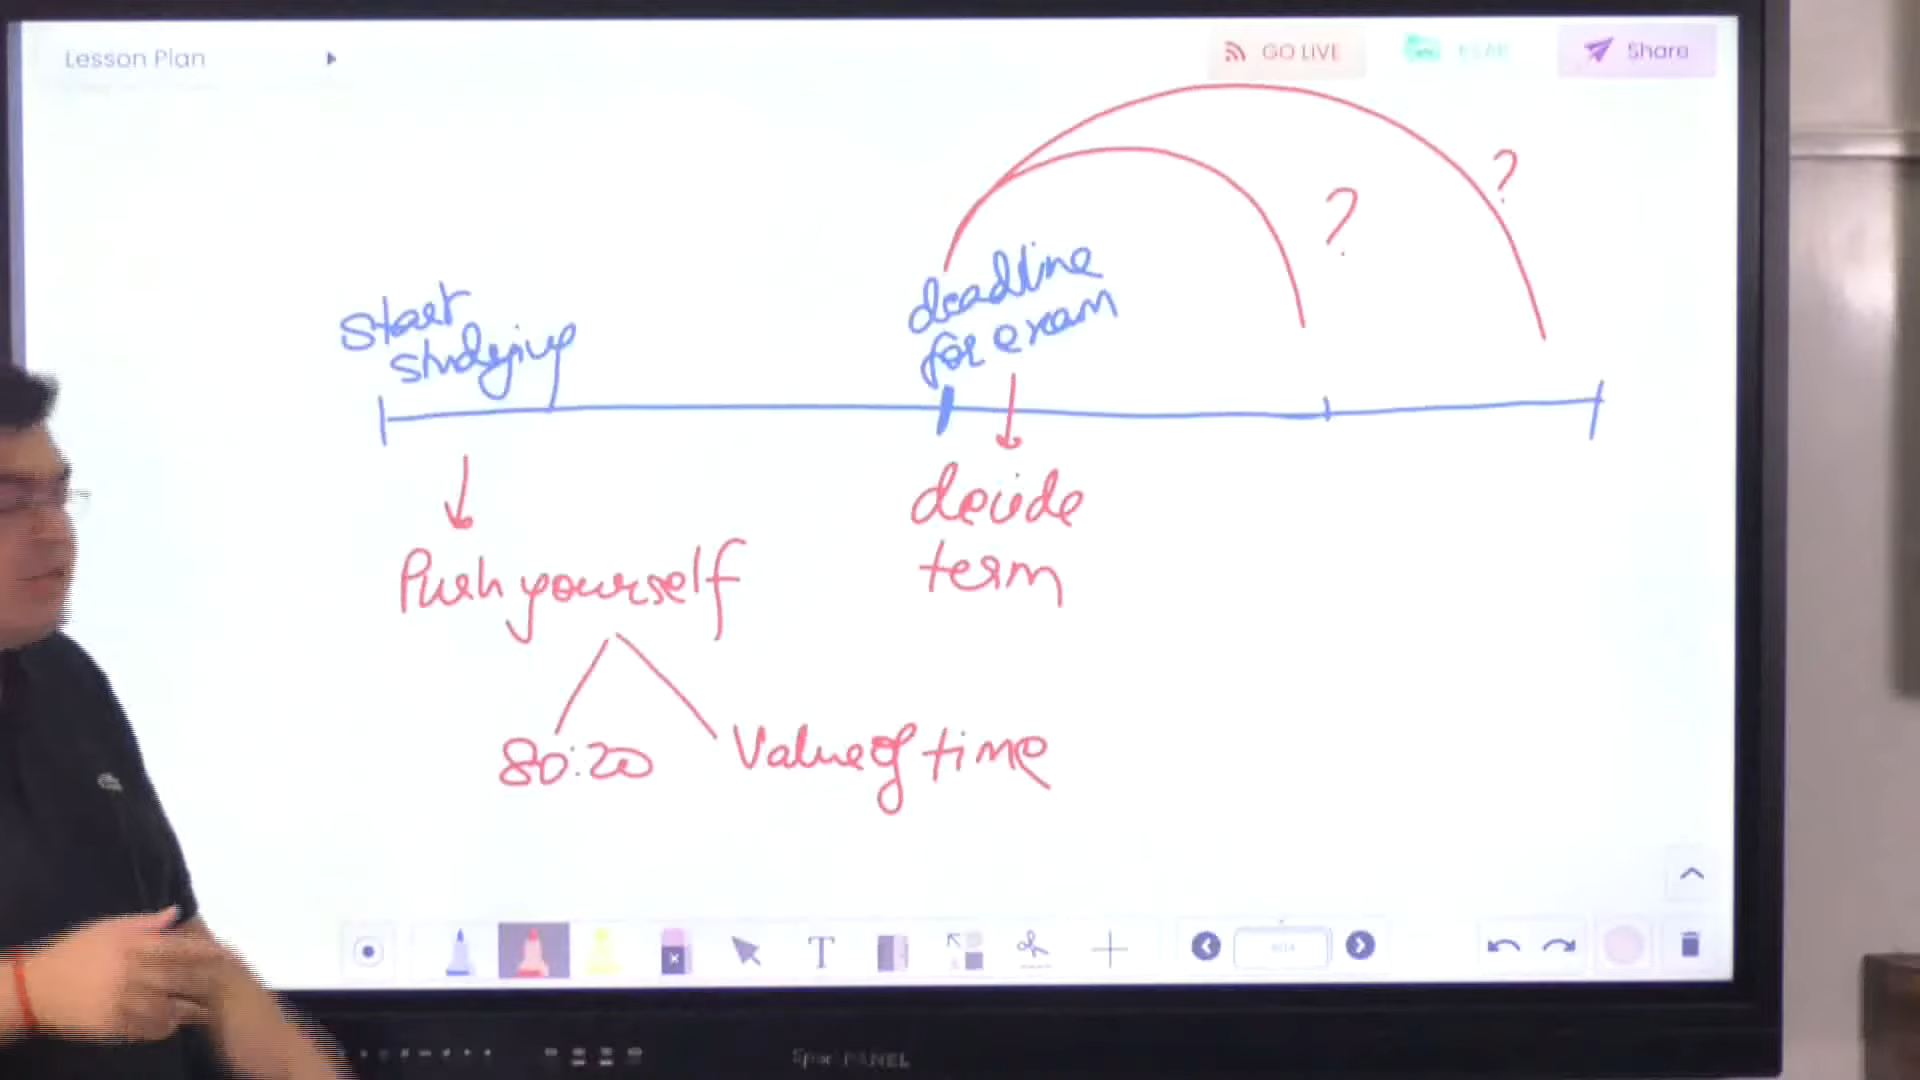 Lesson Plan
GO LIVE
Share
?
?
start
studying
deadline
for exam
decide
term
Push yourself
80:20
Value of time
T
PANEL